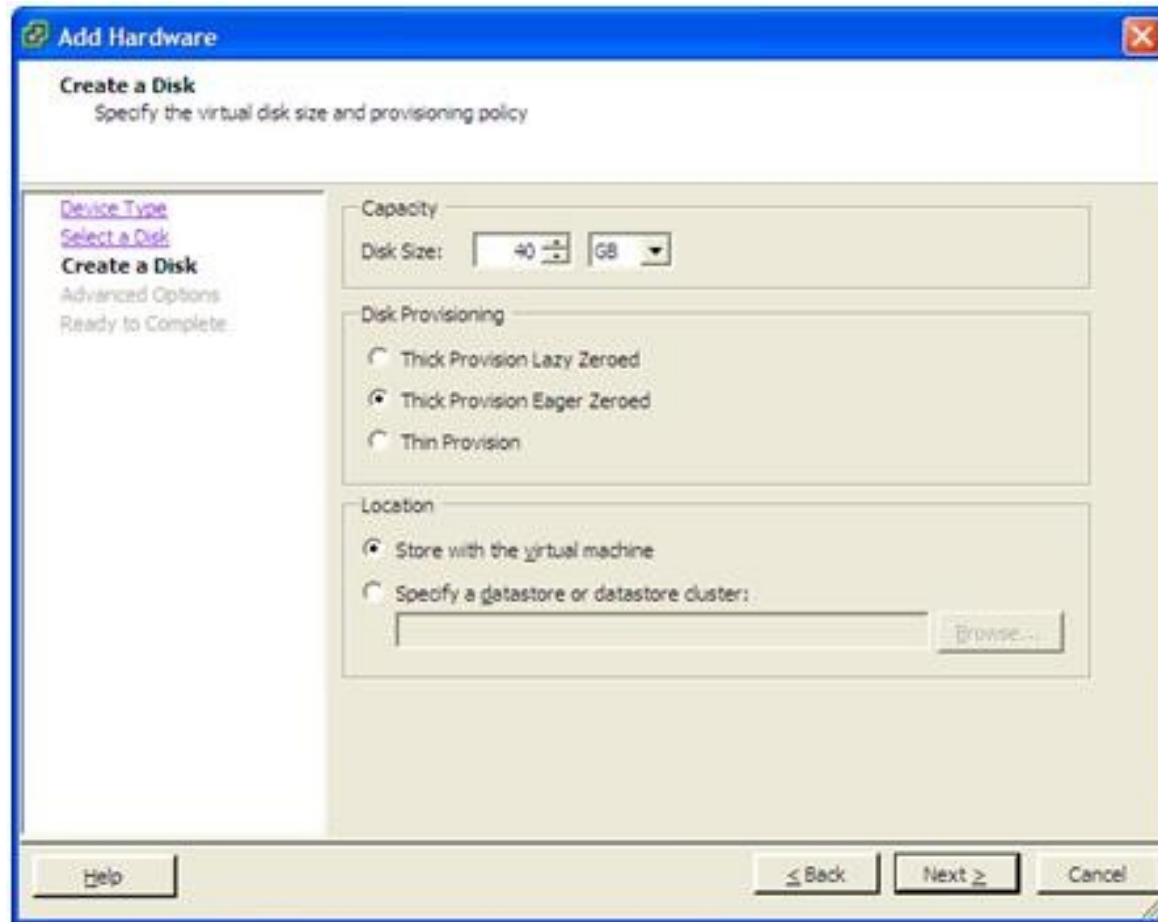 Add Hardware
Create a Disk
Specify the virtual disk size and provisioning policy
Device Type
Select a Disk
Create a Disk
Advanced Options
Ready to Complete
Capacity
Disk Size: 40 GB
Disk Provisioning
Thick Provision Lazy Zeroed
Thick Provision Eager Zeroed
Thin Provision
Location
Store with the virtual machine
Specify a datastore or datastore cluster:
Browse...
Help
< Back Next > Cancel